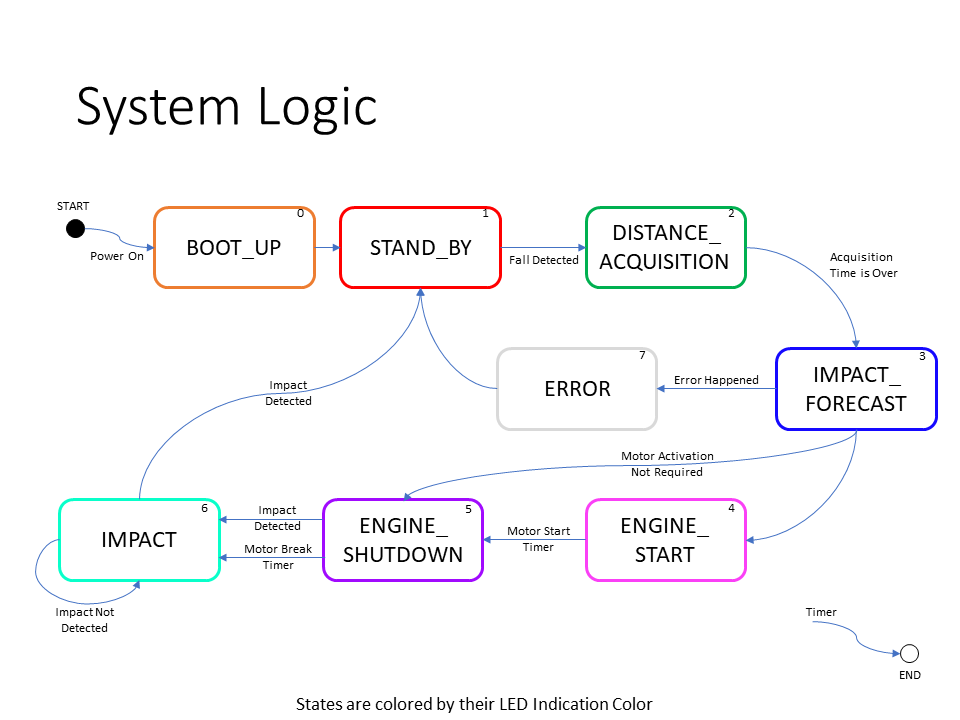 System Logic
START
Power On
0
BOOT_UP
1
STAND_BY
Fall Detected
2
DISTANCE_
ACQUISITION
Acquisition
Time is Over
3
IMPACT_
FORECAST
Error Happened
7
ERROR
Impact
Detected
Motor Activation
Not Required
6
IMPACT
Impact
Detected
Motor Break
Timer
5
ENGINE_
SHUTDOWN
Motor Start
Timer
4
ENGINE_
START
Impact Not
Detected
Timer
END
States are colored by their LED Indication Color